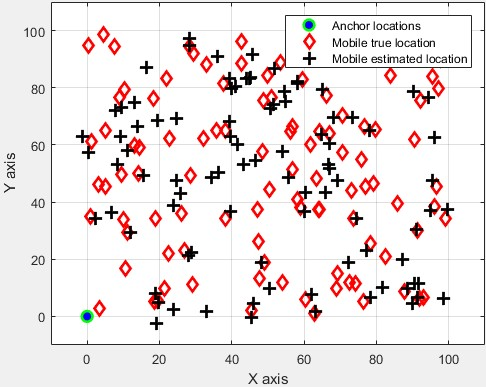 Anchor locations
Mobile true location
Mobile estimated location
100
80
60
40
20
0
Y axis
0
20
40
60
80
100
X axis